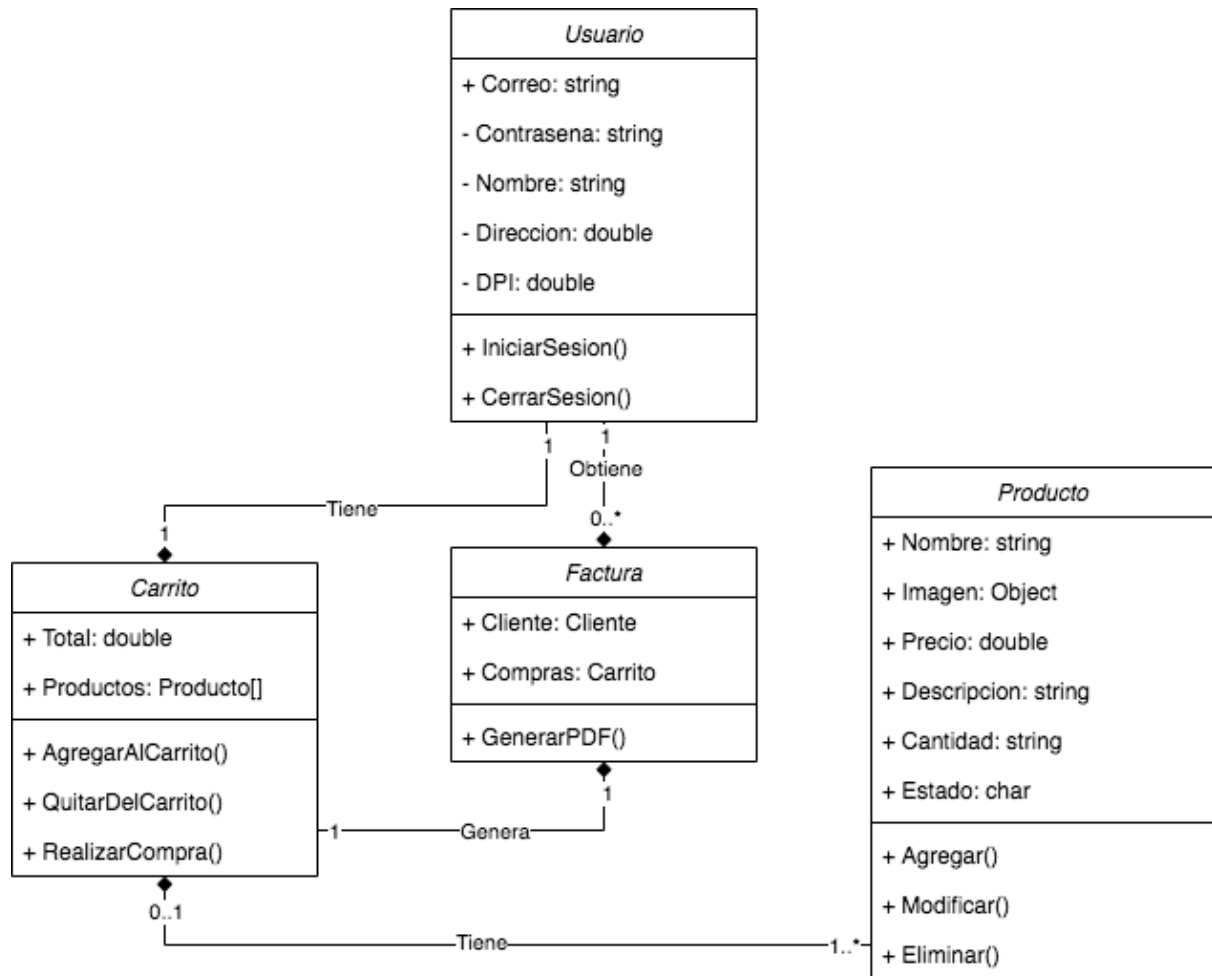 Usuario
+ Correo: string
- Contrasena: string
- Nombre: string
- Direccion: double
- DPI: double
+ IniciarSesion()
+ CerrarSesion()
1
1
Obtiene
Tiene
0..*
1
Carrito
+ Total: double
+ Productos: Producto[]
+ AgregarAlCarrito()
+ QuitarDelCarrito()
+ RealizarCompra()
Factura
+ Cliente: Cliente
+ Compras: Carrito
+ GenerarPDF()
1
1
Genera
0..1
Tiene
1..*
Producto
+ Nombre: string
+ Imagen: Object
+ Precio: double
+ Descripcion: string
+ Cantidad: string
+ Estado: char
+ Agregar()
+ Modificar()
+ Eliminar()